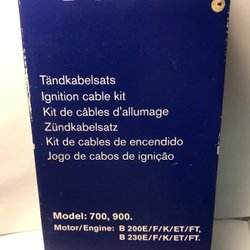 Tändkabelsats
Ignition cable kit
Kit de câbles d'allumage
Zündkabelsatz
Kit de cables de encendido
Jogo de cabos de ignição
Model: 700, 900.
Motor/Engine: B 200E/F/K/ET/FT,
B 230E/F/K/ET/FT.